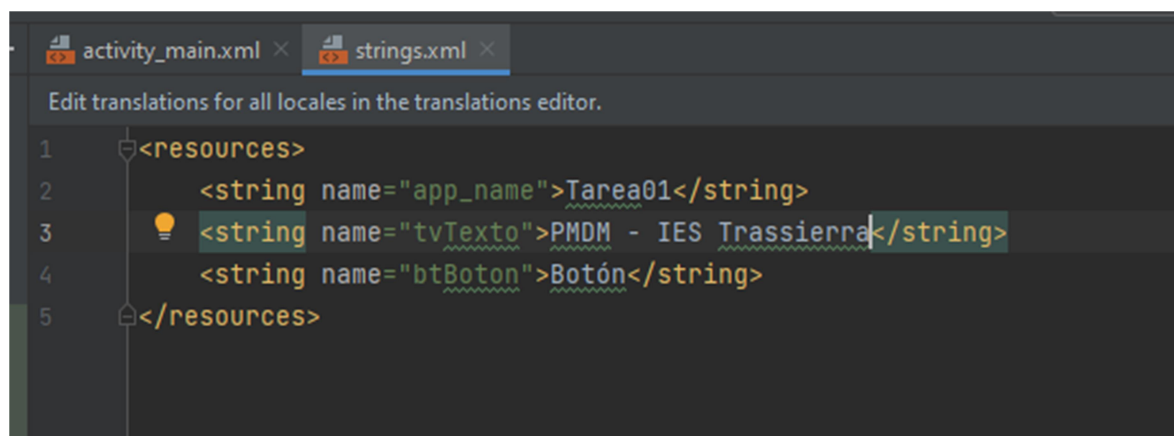 activity_main.xml strings.xml
Edit translations for all locales in the translations editor.
1 <resources>
2 <string name="app_name">Tarea01</string>
3 <string name="tvTexto">PMDM - IES Trassierra</string>
4 <string name="btBoton">Botón</string>
5 </resources>